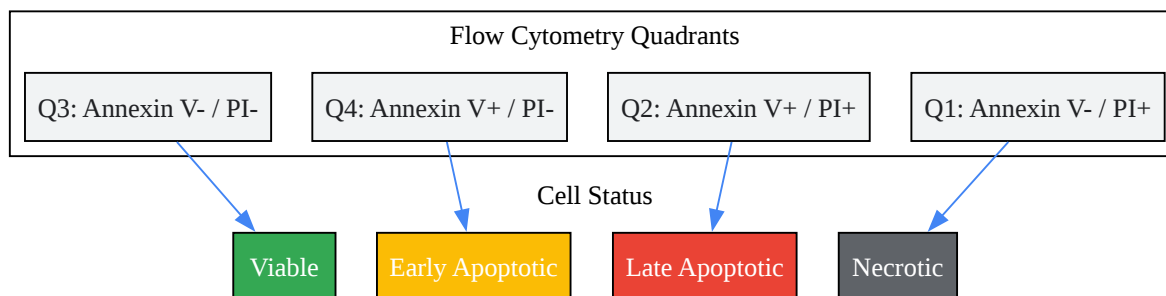 Flow Cytometry Quadrants
Q3: Annexin V- / PI-
Q4: Annexin V+ / PI-
Q2: Annexin V+ / PI+
Q1: Annexin V- / PI+
Cell Status
Viable
Early Apoptotic
Late Apoptotic
Necrotic